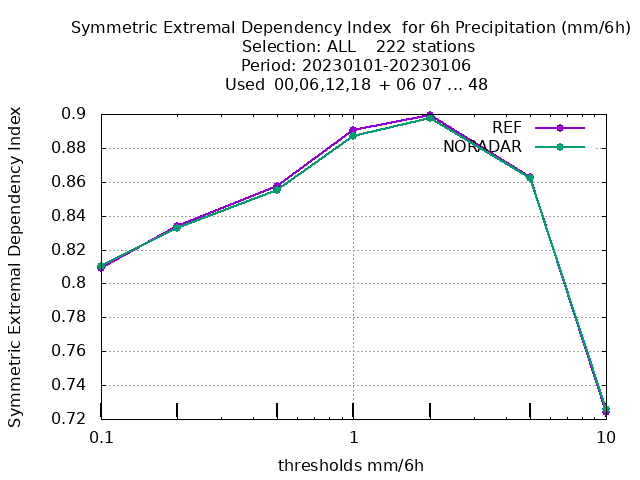 Symmetric Extremal Dependency Index  for 6h Precipitation (mm/6h)
Selection: ALL    222 stations
Period: 20230101-20230106
Used  00,06,12,18  + 06 07 ... 48
Symmetric Extremal Dependency Index
0.9
0.88
0.86
0.84
0.82
0.8
0.78
0.76
0.74
0.72
REF
NORADAR
0.1
1
10
thresholds mm/6h